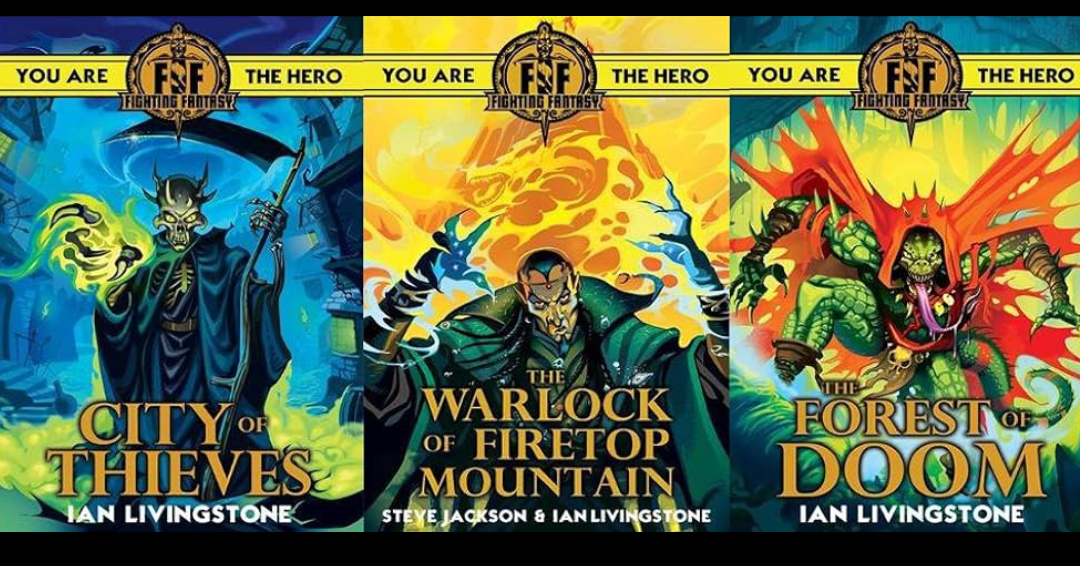 YOU ARE
FF
THE HERO
FIGHTING FANTASY
CITY OF
THIEVES
IAN LIVINGSTONE
YOU ARE
FF
THE HERO
FIGHTING FANTASY
THE
WARLOCK
OF FIRETOP
MOUNTAIN
STEVE JACKSON & IAN LIVINGSTONE
YOU ARE
FF
THE HERO
FIGHTING FANTASY
THE
FOREST OF
DOOM
IAN LIVINGSTONE